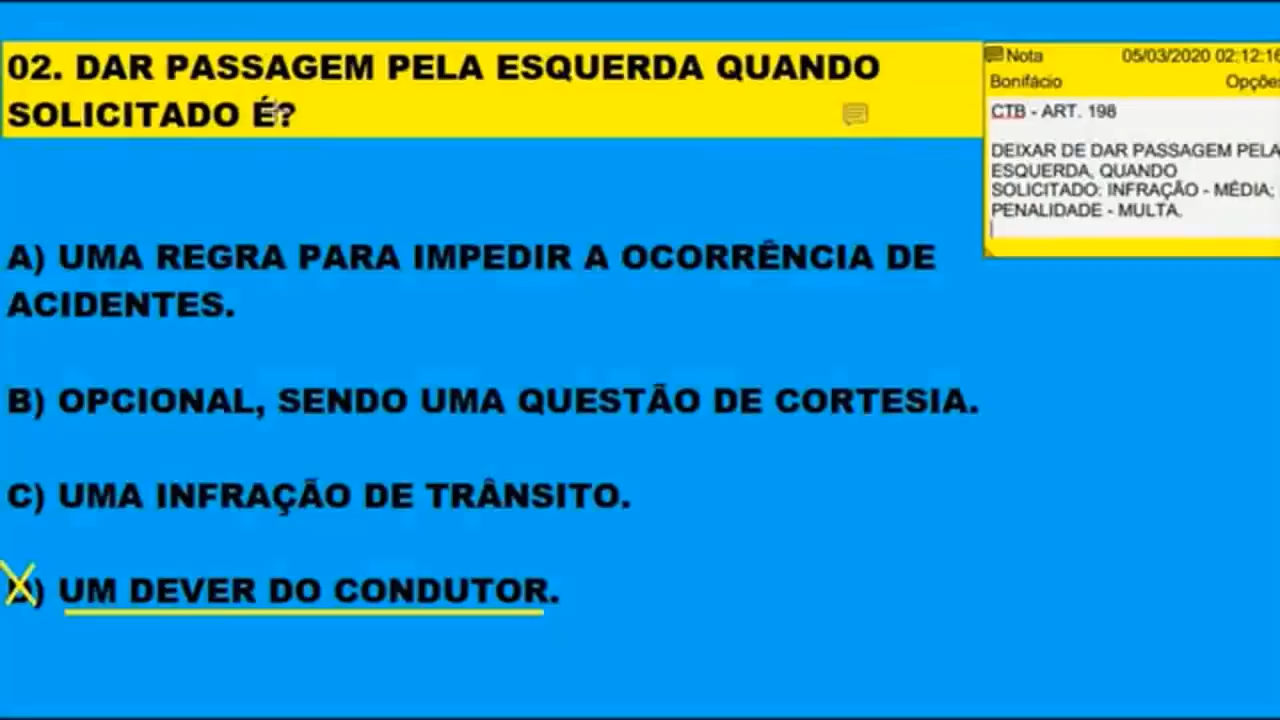 02. DAR PASSAGEM PELA ESQUERDA QUANDO
SOLICITADO É?
Nota 05/03/2020 02:12:16
Bonifácio Opções
CTB - ART. 198
DEIXAR DE DAR PASSAGEM PELA
ESQUERDA, QUANDO
SOLICITADO: INFRAÇÃO - MÉDIA;
PENALIDADE - MULTA.
A) UMA REGRA PARA IMPEDIR A OCORRÊNCIA DE
ACIDENTES.
B) OPCIONAL, SENDO UMA QUESTÃO DE CORTESIA.
C) UMA INFRAÇÃO DE TRÂNSITO.
D) UM DEVER DO CONDUTOR.